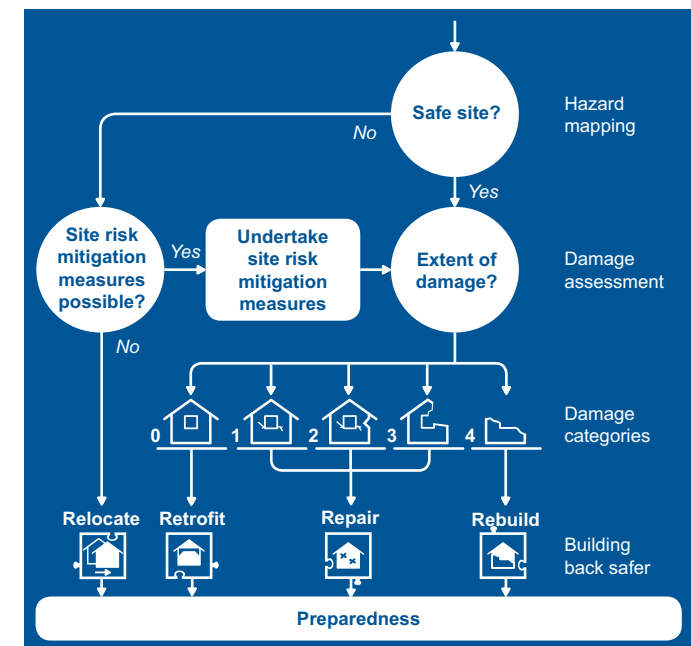 Safe site?
Hazard
mapping
No
Yes
Site risk
mitigation
measures
possible?
Yes
Undertake
site risk
mitigation
measures
Extent of
damage?
Damage
assessment
No
0
1
2
3
4
Damage
categories
Relocate
Retrofit
Repair
Rebuild
Building
back safer
Preparedness